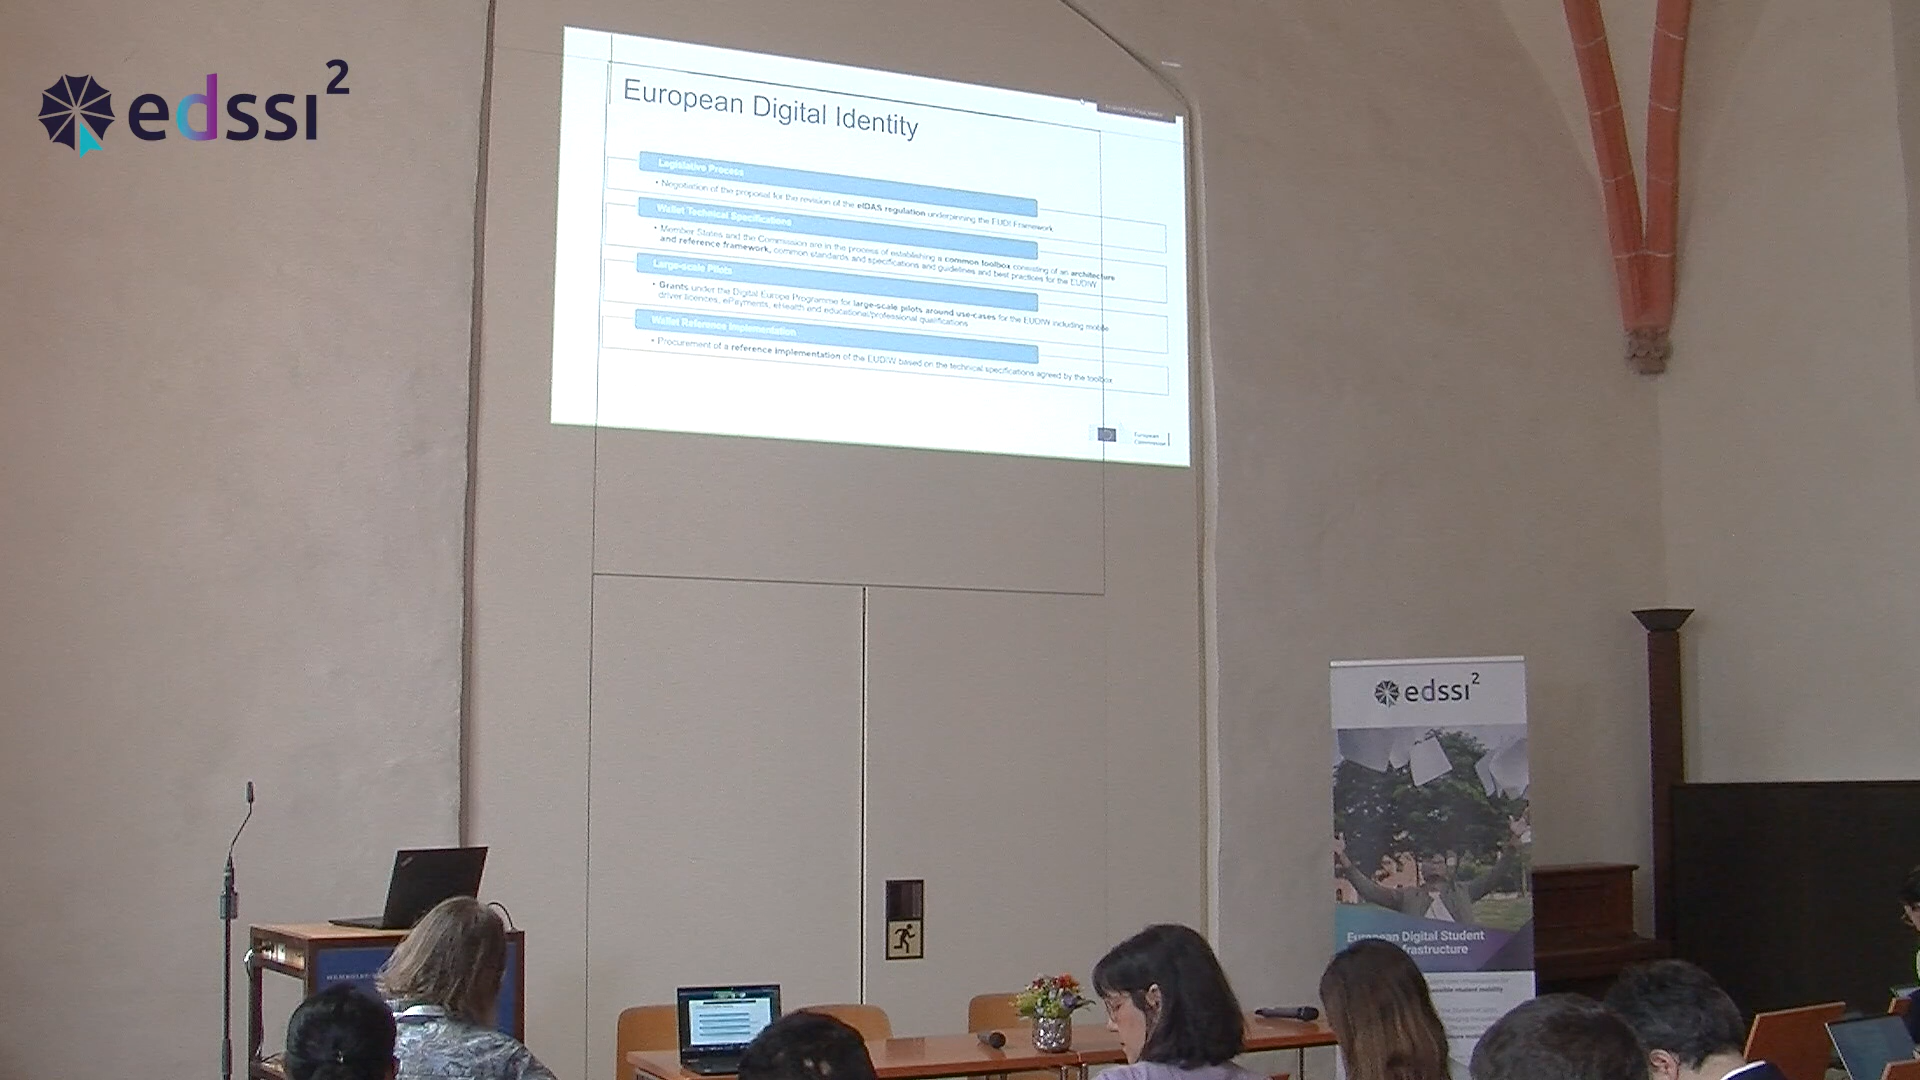 edssi²
European Digital Identity
Legislative Process
• Negotiation of the proposal for the revision of the eIDAS regulation underpinning the EUDI Framework
Wallet Technical Specifications
• Member States and the Commission are in the process of establishing a common toolbox consisting of an architecture
and reference framework, common standards and specifications and guidelines and best practices for the EUDIW
Large-scale Pilots
• Grants under the Digital Europe Programme for large-scale pilots around use-cases for the EUDIW including mobile
driver licences, ePayments, eHealth and educational/professional qualifications
Wallet Reference Implementation
• Procurement of a reference implementation of the EUDIW based on the technical specifications agreed by the toolbox
European
Commission
edssi²
European Digital Student
frastructure
student mobility